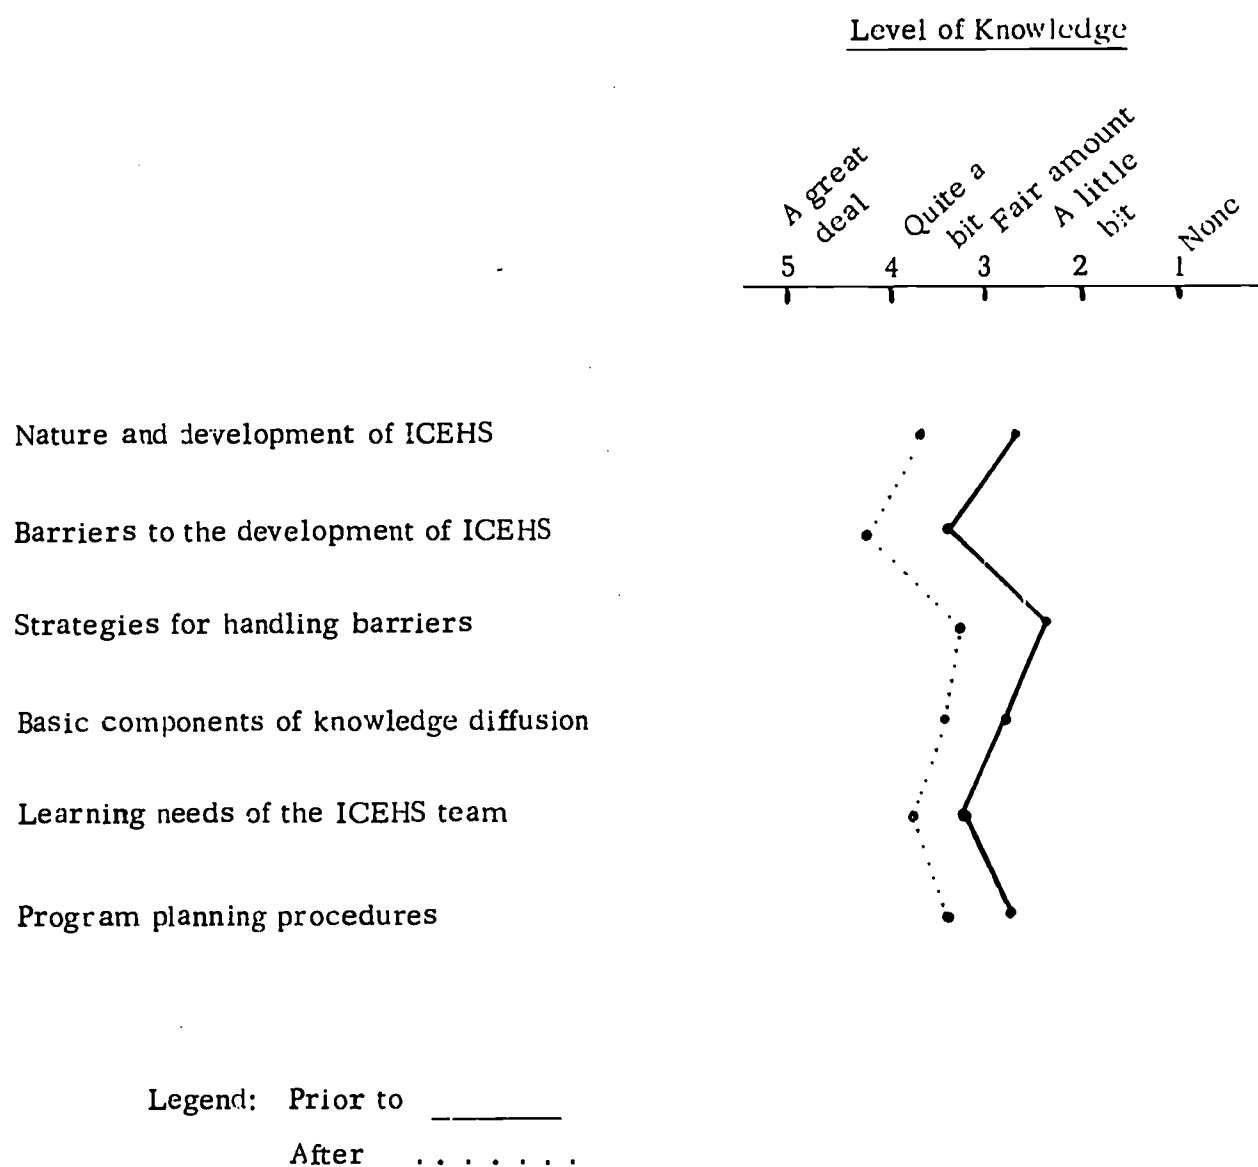 Level of Knowledge
A great
deal
Quite a
bit
Fair amount
A little
bit
None
5 4 3 2 1
Nature and development of ICEHS
Barriers to the development of ICEHS
Strategies for handling barriers
Basic components of knowledge diffusion
Learning needs of the ICEHS team
Program planning procedures
Legend: Prior to
After